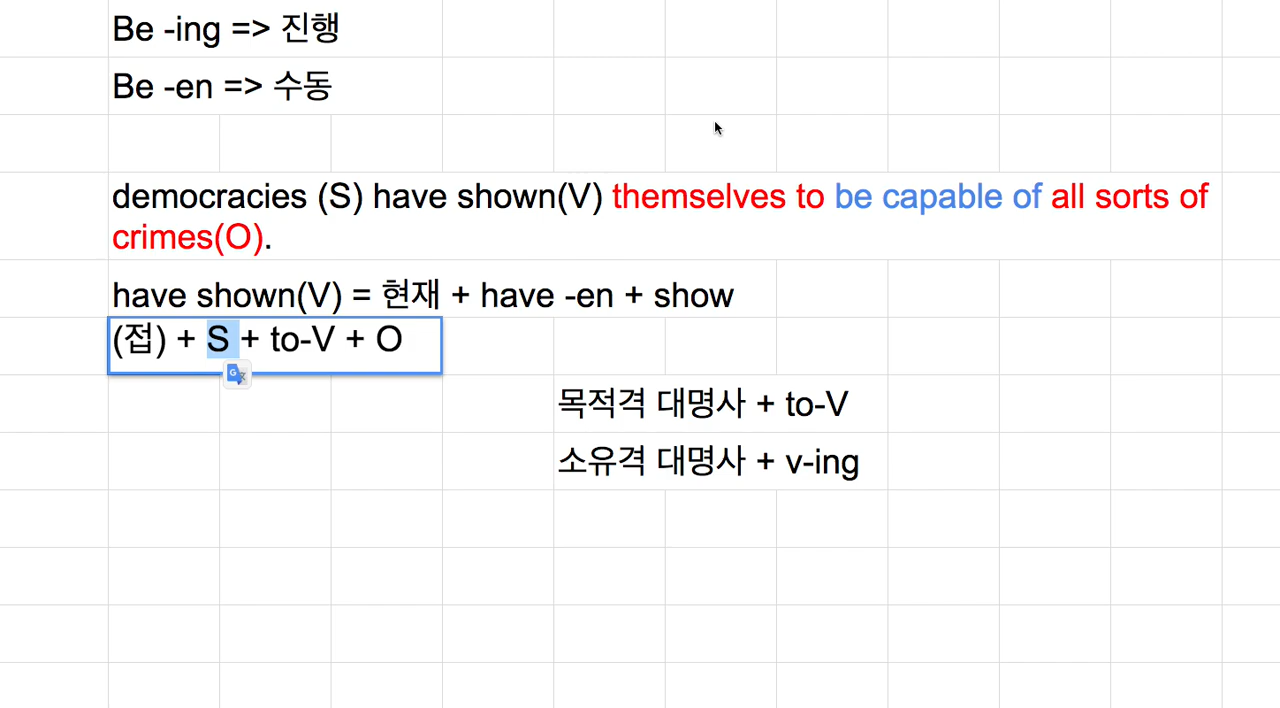 Be -ing => 진행
Be -en => 수동
democracies (S) have shown(V) themselves to be capable of all sorts of
crimes(O).
have shown(V) = 현재 + have -en + show
(접) + S + to-V + O
목적격 대명사 + to-V
소유격 대명사 + v-ing